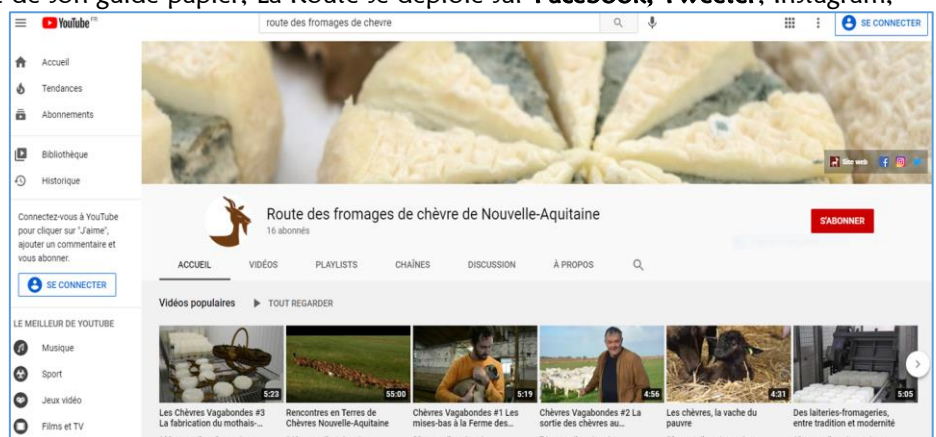 de son guide papier, La Route se déploie sur Facebook, Tweeter, Instagram,
YouTube FR
route des fromages de chevre
SE CONNECTER
Accueil
Tendances
Abonnements
Bibliothèque
Historique
Connectez-vous à YouTube
pour cliquer sur "J'aime",
ajouter un commentaire et
vous abonner.
SE CONNECTER
LE MEILLEUR DE YOUTUBE
Musique
Sport
Jeux vidéo
Films et TV
Site web
Route des fromages de chèvre de Nouvelle-Aquitaine
16 abonnés
S'ABONNER
ACCUEIL VIDÉOS PLAYLISTS CHAÎNES DISCUSSION À PROPOS
Vidéos populaires TOUT REGARDER
5:23 55:00 5:19 4:56 4:31 5:05
Les Chèvres Vagabondes #3
La fabrication du mothais-...
Rencontres en Terres de
Chèvres Nouvelle-Aquitaine
Chèvres Vagabondes #1 Les
mises-bas à la Ferme des...
Chèvres Vagabondes #2 La
sortie des chèvres au...
Les chèvres, la vache du
pauvre
Des laiteries-fromageries,
entre tradition et modernité